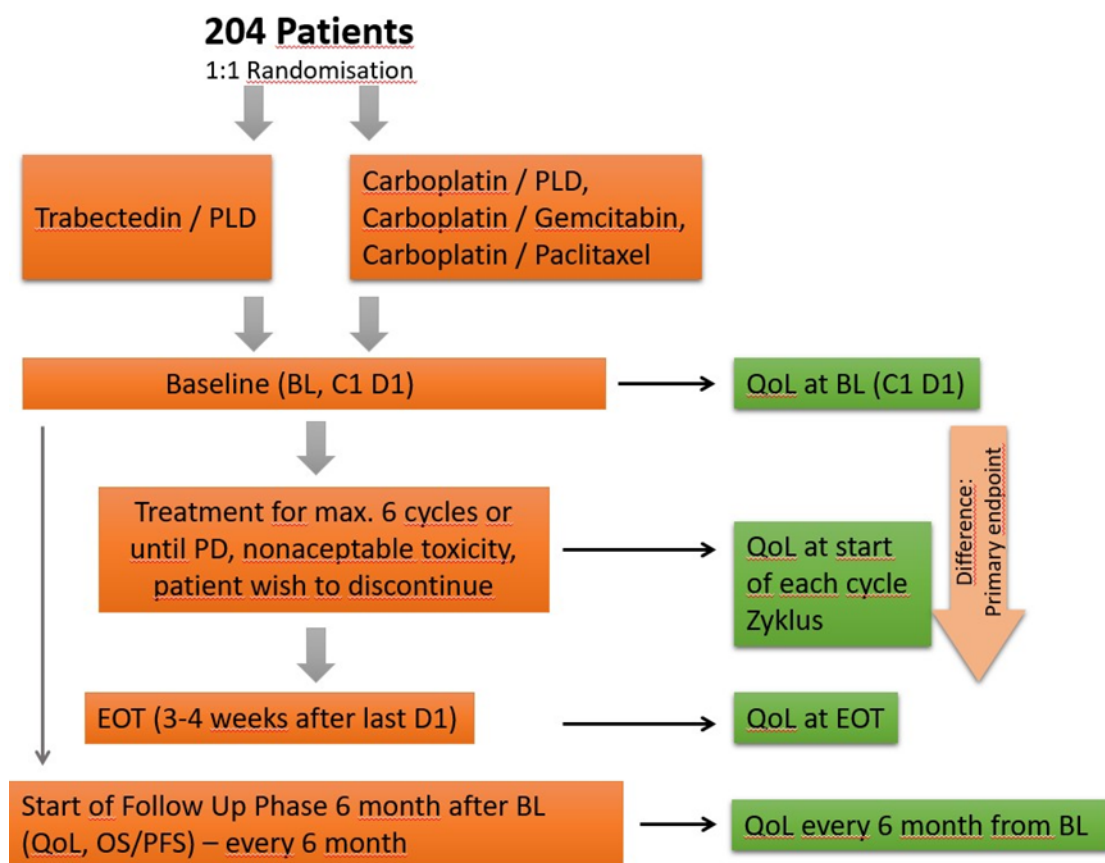 204 Patients
1:1 Randomisation
Trabectedin / PLD
Carboplatin / PLD,
Carboplatin / Gemcitabin,
Carboplatin / Paclitaxel
Baseline (BL, C1 D1)
QoL at BL (C1 D1)
Treatment for max. 6 cycles or
until PD, nonaceptable toxicity,
patient wish to discontinue
QoL at start
of each cycle
Zyklus
Difference:
Primary endpoint
EOT (3-4 weeks after last D1)
QoL at EOT
Start of Follow Up Phase 6 month after BL
(QoL, OS/PFS) – every 6 month
QoL every 6 month from BL